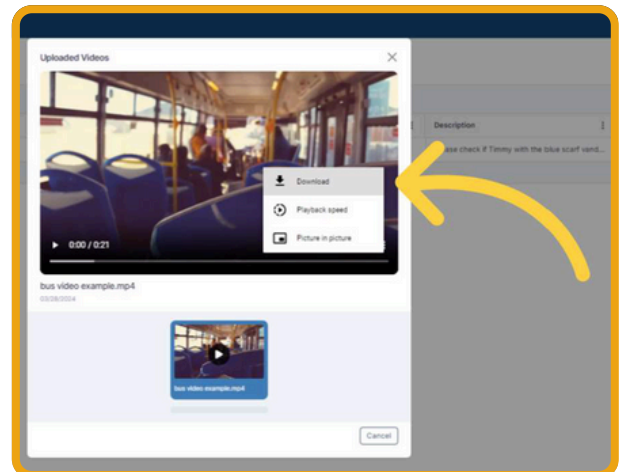 Uploaded Videos
Description
Please check if Timmy with the blue scarf vand...
Download
Playback speed
Picture in picture
0:00 / 0:21
bus video example.mp4
03/28/2024
bus video example.mp4
Cancel